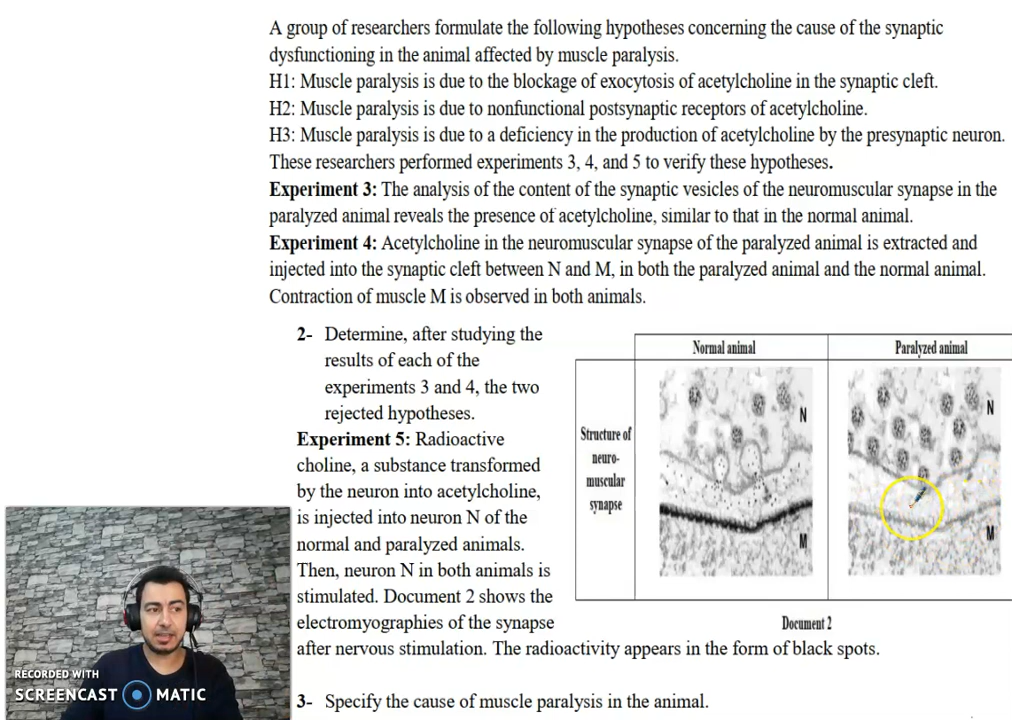 A group of researchers formulate the following hypotheses concerning the cause of the synaptic
dysfunctioning in the animal affected by muscle paralysis.
H1: Muscle paralysis is due to the blockage of exocytosis of acetylcholine in the synaptic cleft.
H2: Muscle paralysis is due to nonfunctional postsynaptic receptors of acetylcholine.
H3: Muscle paralysis is due to a deficiency in the production of acetylcholine by the presynaptic neuron.
These researchers performed experiments 3, 4, and 5 to verify these hypotheses.
Experiment 3: The analysis of the content of the synaptic vesicles of the neuromuscular synapse in the
paralyzed animal reveals the presence of acetylcholine, similar to that in the normal animal.
Experiment 4: Acetylcholine in the neuromuscular synapse of the paralyzed animal is extracted and
injected into the synaptic cleft between N and M, in both the paralyzed animal and the normal animal.
Contraction of muscle M is observed in both animals.
2- Determine, after studying the
results of each of the
experiments 3 and 4, the two
rejected hypotheses.
Experiment 5: Radioactive
choline, a substance transformed
by the neuron into acetylcholine,
is injected into neuron N of the
normal and paralyzed animals.
Then, neuron N in both animals is
stimulated. Document 2 shows the
electromyographies of the synapse
after nervous stimulation. The radioactivity appears in the form of black spots.
Normal animal
Paralyzed animal
Structure of
neuro-
muscular
synapse
N
M
N
M
Document 2
3- Specify the cause of muscle paralysis in the animal.
RECORDED WITH
SCREENCAST MATIC